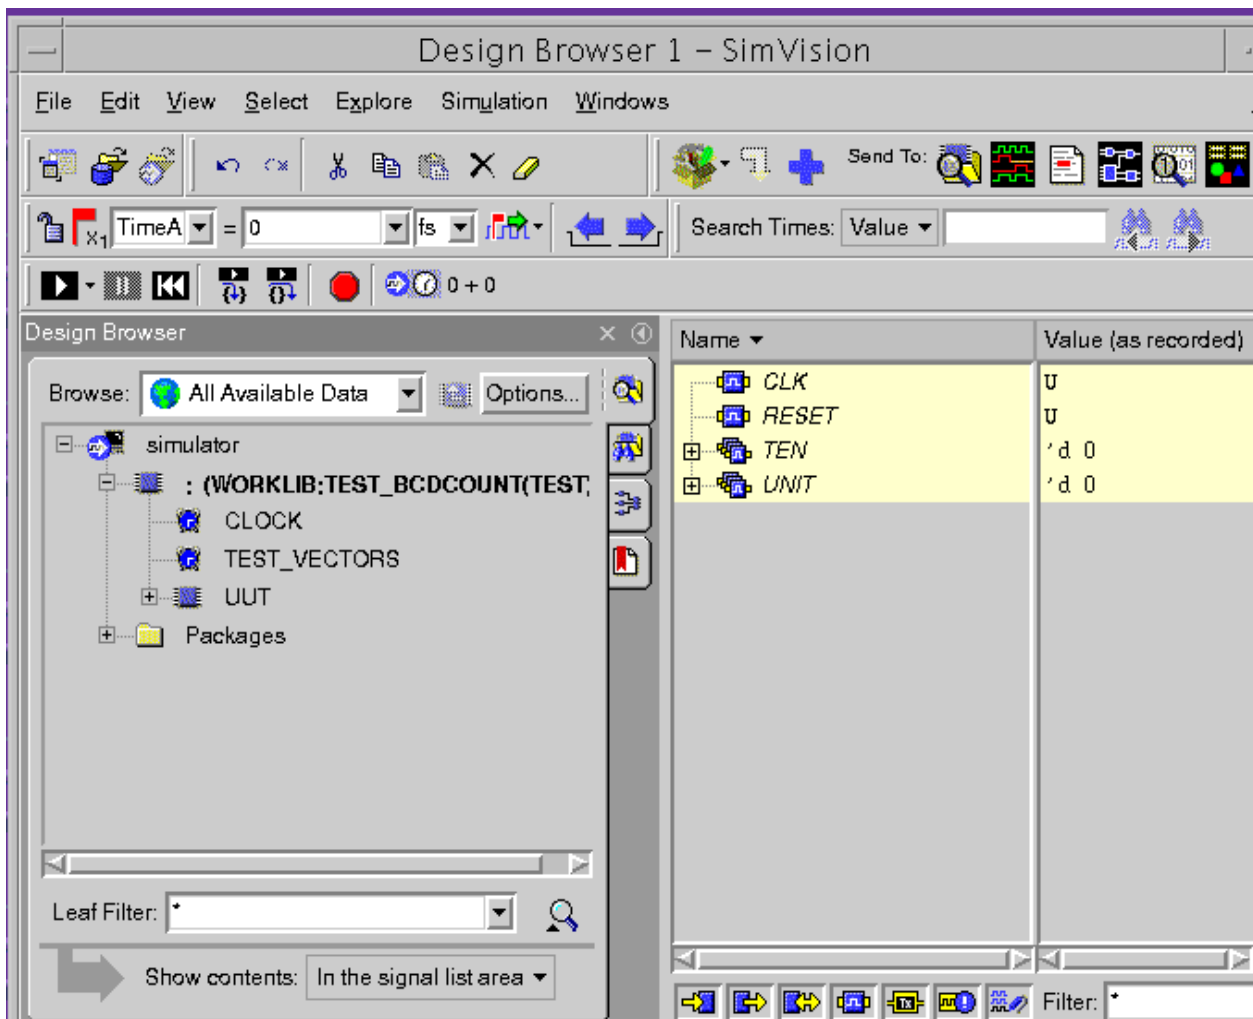 Design Browser 1 – SimVision
File Edit View Select Explore Simulation Windows
Send To:
TimeA = 0 fs Search Times: Value
0 + 0
Design Browser
Name Value (as recorded)
Browse: All Available Data Options...
CLK U
RESET U
TEN 'd 0
UNIT 'd 0
simulator
: (WORKLIB:TEST_BCDCOUNT(TEST
CLOCK
TEST_VECTORS
UUT
Packages
Leaf Filter: *
Show contents: In the signal list area
Filter: *